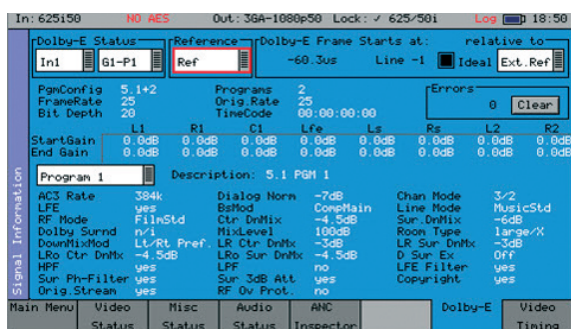 In: 625i50 NO AES Out: 3GA-1080p50 Lock: ✓ 625/50i Log 18:50
Dolby-E Status Reference Dolby-E Frame Starts at: relative to
In1 G1-P1 Ref -60.3us Line -1 Ideal Ext.Ref
PgmConfig 5.1+2 Programs 2 Errors
FrameRate 25 Orig.Rate 25 0 Clear
Bit Depth 20 TimeCode 00:00:00:00
L1 R1 C1 Lfe Ls Rs L2 R2
StartGain 0.0dB 0.0dB 0.0dB 0.0dB 0.0dB 0.0dB 0.0dB 0.0dB
End Gain 0.0dB 0.0dB 0.0dB 0.0dB 0.0dB 0.0dB 0.0dB 0.0dB
Program 1 Description: 5.1 PGM 1
AC3 Rate 384k Dialog Norm -7dB Chan Mode 3/2
LFE yes BsMod CompMain Line Mode MusicStd
RF Mode FilmStd Ctr DnMix -4.5dB Sur.DnMix -6dB
Dolby Surnd n/i MixLevel 100dB Room Type large/X
DownMixMod Lt/Rt Pref. LR Ctr DnMx -3dB LR Sur DnMx -3dB
LRo Ctr DnMx -4.5dB LRo Sur DnMx -4.5dB D Sur Ex Off
HPF yes LPF no LFE Filter yes
Sur Ph-Filter yes Sur 3dB Att yes Copyright yes
Orig.Stream yes RF Ov Prot. no
Signal Information
Main Menu Video Status Misc Status Audio Status ANC Inspector Dolby-E Video Timing